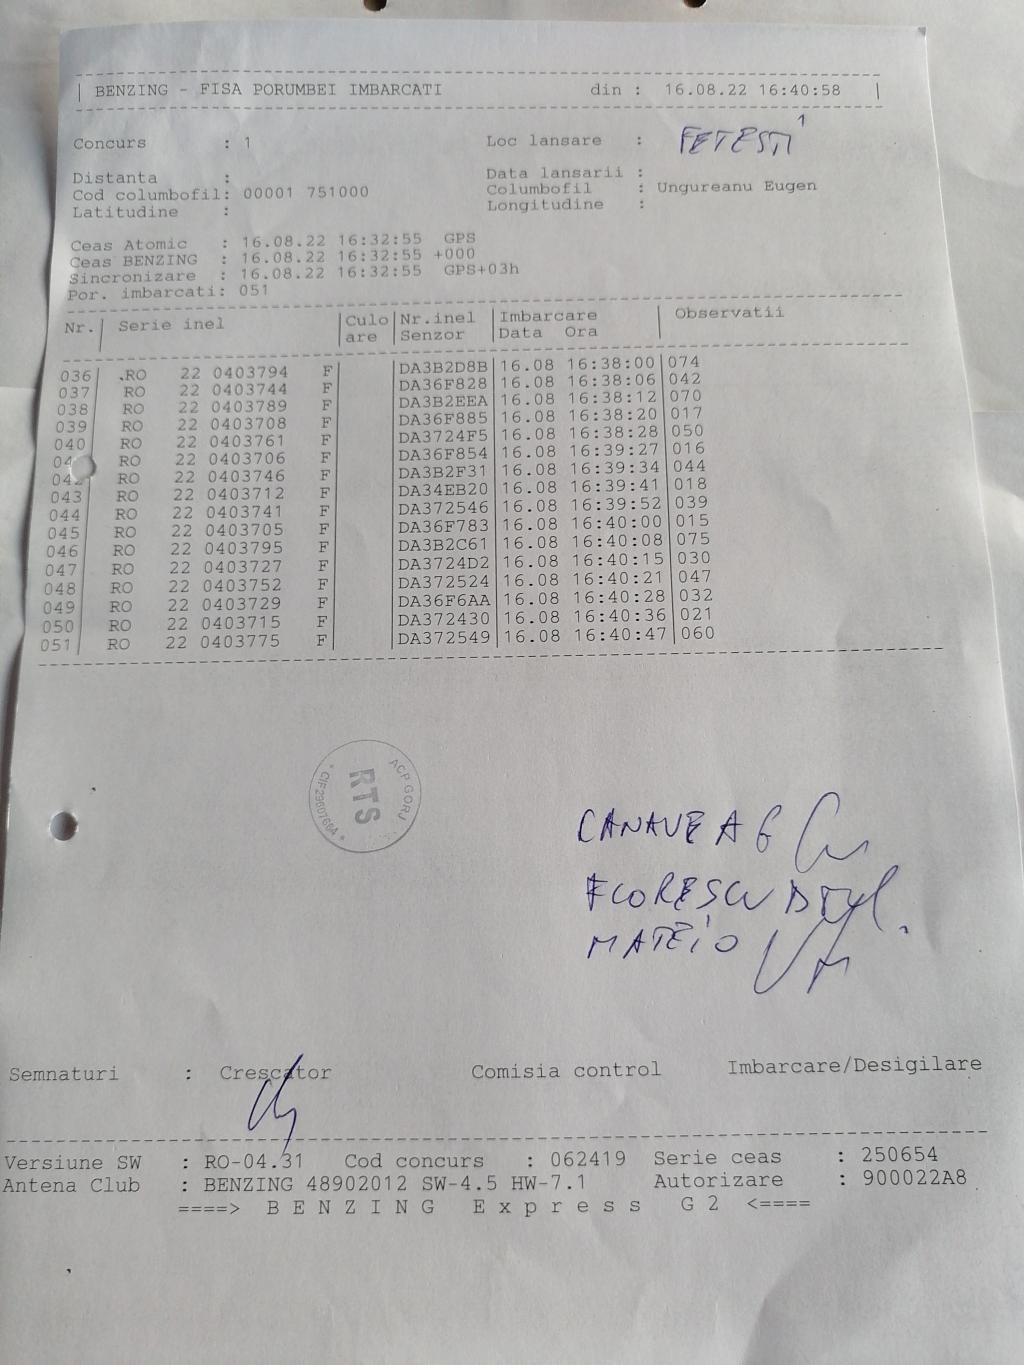 BENZING - FISA PORUMBEI IMBARCATI din : 16.08.22 16:40:58
Concurs : 1 Loc lansare : FETESTI 1
Distanta : Data lansarii :
Cod columbofil: 00001 751000 Columbofil : Ungureanu Eugen
Latitudine : Longitudine :
Ceas Atomic : 16.08.22 16:32:55 GPS
Ceas BENZING : 16.08.22 16:32:55 +000
Sincronizare : 16.08.22 16:32:55 GPS+03h
Por. imbarcati: 051
Nr. Serie inel Culo Nr.inel Imbarcare Observatii
are Senzor Data Ora
036 RO 22 0403794 F DA3B2D8B 16.08 16:38:00 074
037 RO 22 0403744 F DA36F828 16.08 16:38:06 042
038 RO 22 0403789 F DA3B2EEA 16.08 16:38:12 070
039 RO 22 0403708 F DA36F885 16.08 16:38:20 017
040 RO 22 0403761 F DA3724F5 16.08 16:38:28 050
RO 22 0403706 F DA36F854 16.08 16:39:27 016
042 RO 22 0403746 F DA3B2F31 16.08 16:39:34 044
043 RO 22 0403712 F DA34EB20 16.08 16:39:41 018
044 RO 22 0403741 F DA372546 16.08 16:39:52 039
045 RO 22 0403705 F DA36F783 16.08 16:40:00 015
046 RO 22 0403795 F DA3B2C61 16.08 16:40:08 075
047 RO 22 0403727 F DA3724D2 16.08 16:40:15 030
048 RO 22 0403752 F DA372524 16.08 16:40:21 047
049 RO 22 0403729 F DA36F6AA 16.08 16:40:28 032
050 RO 22 0403715 F DA372430 16.08 16:40:36 021
051 RO 22 0403775 F DA372549 16.08 16:40:47 060
ACP GORJ
RTS
CANAVEA G
FLORESCU
MATEIO
Semnaturi : Crescator Comisia control Imbarcare/Desigilare
Versiune SW : RO-04.31 Cod concurs : 062419 Serie ceas : 250654
Antena Club : BENZING 48902012 SW-4.5 HW-7.1 Autorizare : 900022A8
====> B E N Z I N G E x p r e s s G 2 <====